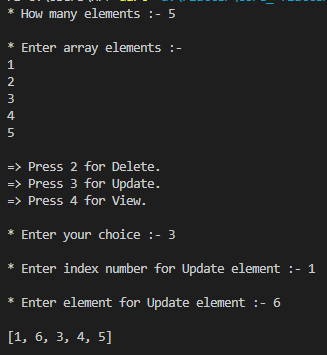 * How many elements :- 5
* Enter array elements :-
1
2
3
4
5
=> Press 2 for Delete.
=> Press 3 for Update.
=> Press 4 for View.
* Enter your choice :- 3
* Enter index number for Update element :- 1
* Enter element for Update element :- 6
[1, 6, 3, 4, 5]